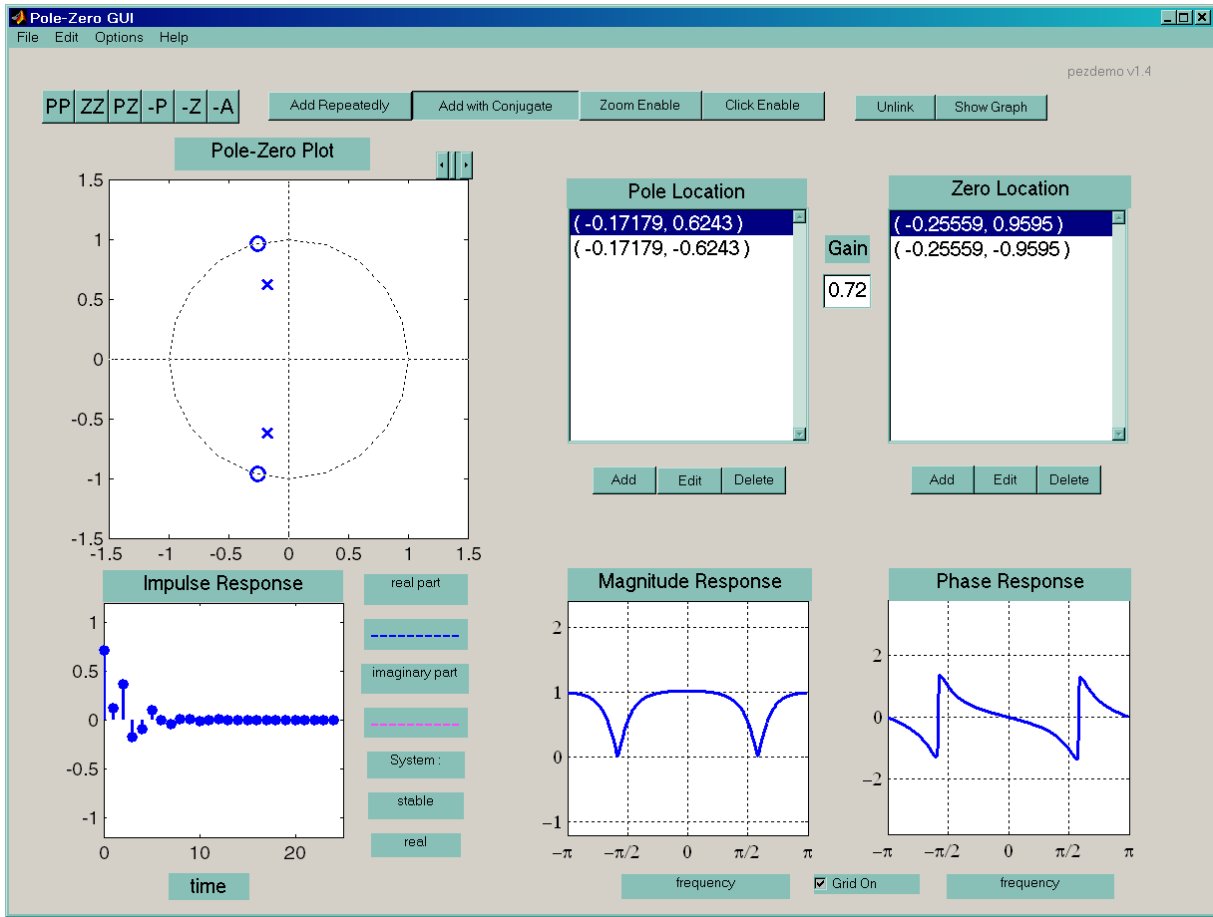 Pole-Zero GUI
File Edit Options Help
pezdemo v1.4
PP ZZ PZ -P -Z -A
Add Repeatedly Add with Conjugate Zoom Enable Click Enable Unlink Show Graph
Pole-Zero Plot
1.5
1
0.5
0
-0.5
-1
-1.5
-1.5 -1 -0.5 0 0.5 1 1.5
Pole Location
( -0.17179, 0.6243 )
( -0.17179, -0.6243 )
Add Edit Delete
Gain
0.72
Zero Location
( -0.25559, 0.9595 )
( -0.25559, -0.9595 )
Add Edit Delete
Impulse Response
1
0.5
0
-0.5
-1
0 10 20
time
real part
imaginary part
System :
stable
real
Magnitude Response
2
1
0
−1
−π −π/2 0 π/2 π
frequency
Grid On
Phase Response
2
0
−2
−π −π/2 0 π/2 π
frequency